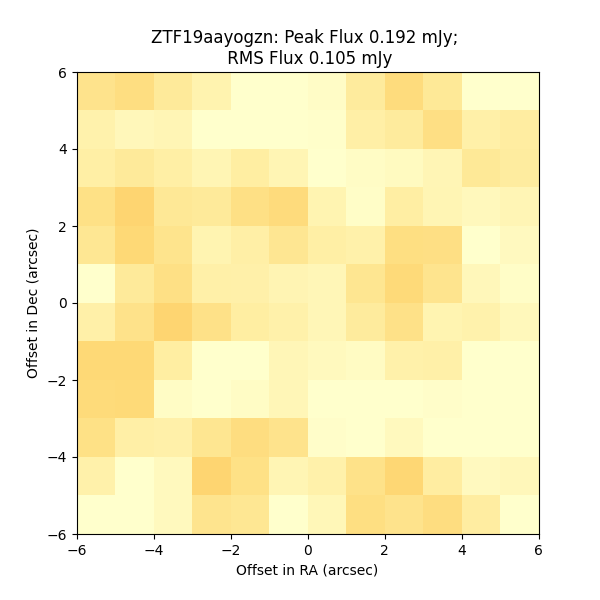 ZTF19aayogzn: Peak Flux 0.192 mJy;
RMS Flux 0.105 mJy
6
4
2
0
−2
−4
−6
Offset in Dec (arcsec)
−6 −4 −2 0 2 4 6
Offset in RA (arcsec)